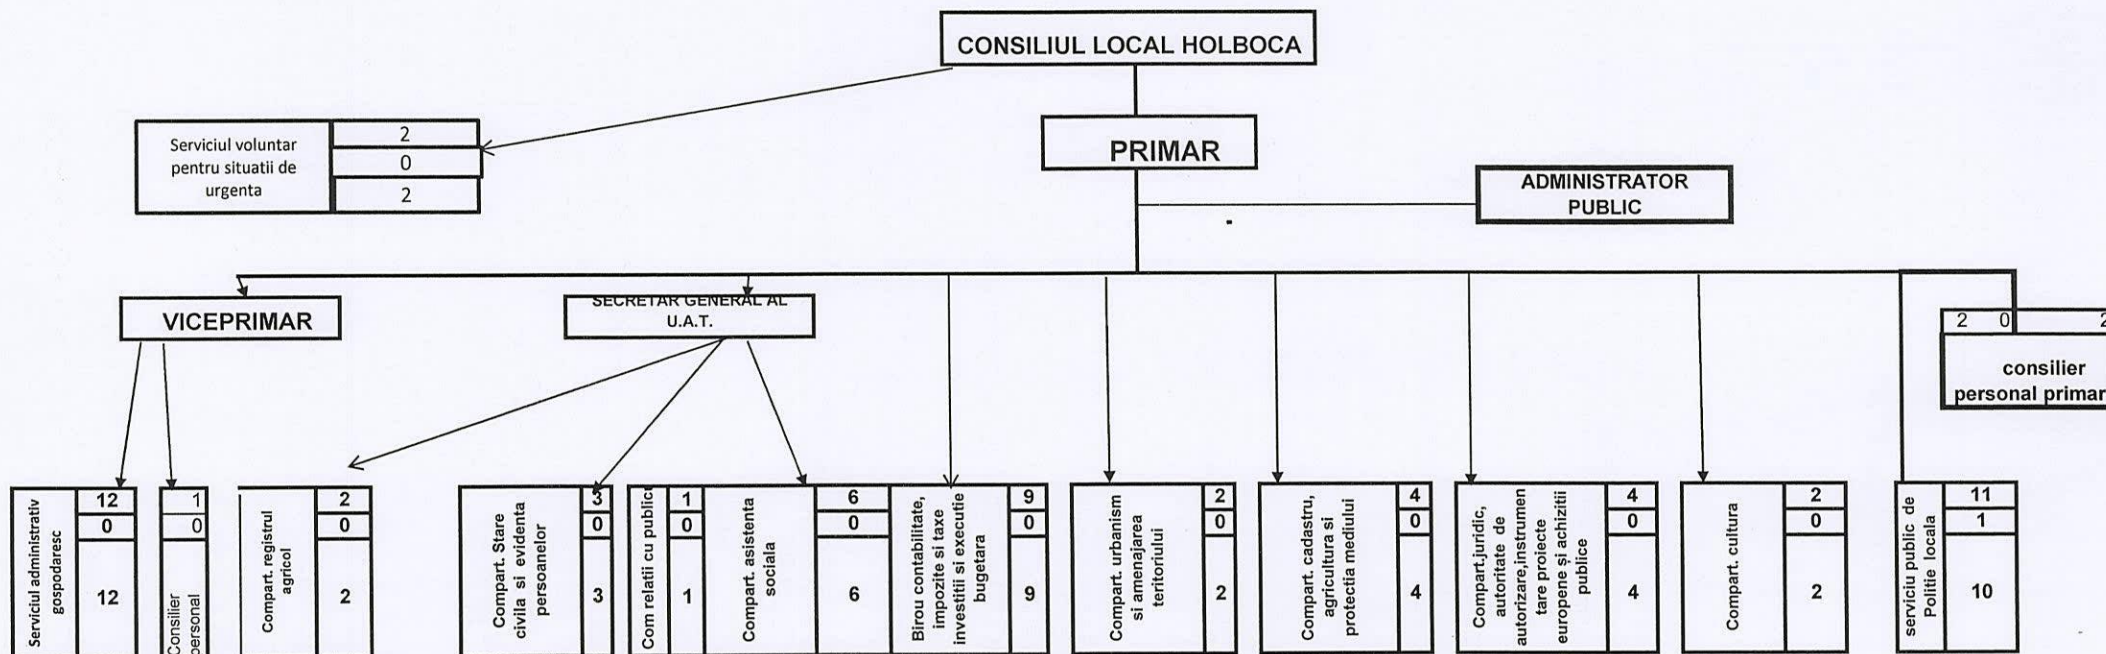 CONSILIUL LOCAL HOLBOCA
Serviciul voluntar
pentru situatii de
urgenta
2
0
2
PRIMAR
ADMINISTRATOR
PUBLIC
-
VICEPRIMAR
SECRETAR GENERAL AL
U.A.T.
2 0 2
consilier
personal primar
Serviciul administrativ
gospodaresc
12
0
12
Consilier
personal
1
0
Compart. registrul
agricol
2
0
2
Compart. Stare
civila si evidenta
persoanelor
3
0
3
Com relatii cu publicu
1
0
1
Compart. asistenta
sociala
6
0
6
Birou contabilitate,
impozite si taxe
investitii si executie
bugetara
9
0
9
Compart. urbanism
si amenajarea
teritoriului
2
0
2
Compart. cadastru,
agricultura si
protectia mediului
4
0
4
Compart,juridic,
autoritate de
autorizare,instrumen
tare proiecte
europene și achizitii
publice
4
0
4
Compart. cultura
2
0
2
serviciu public de
Politie locala
11
1
10